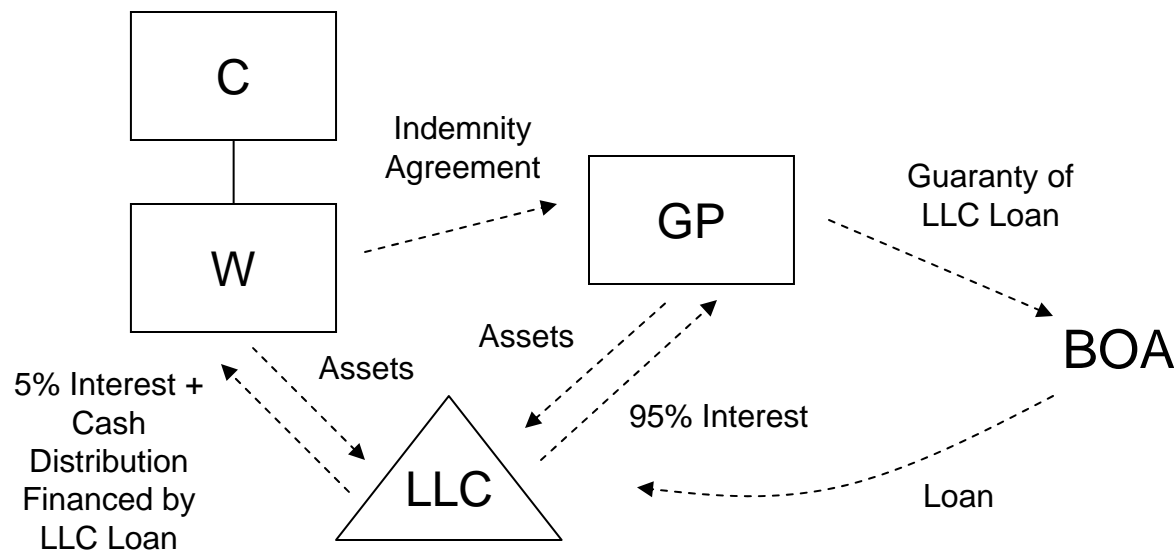 C
Indemnity
Agreement
GP
Guaranty of
LLC Loan
W
Assets
Assets
BOA
5% Interest +
Cash
Distribution
Financed by
LLC Loan
95% Interest
LLC
Loan